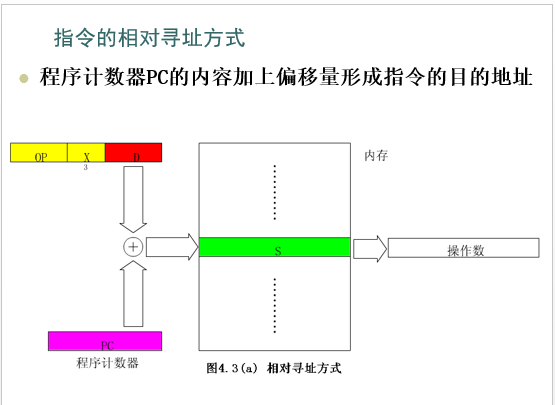 指令的相对寻址方式
程序计数器PC的内容加上偏移量形成指令的目的地址
OP X3 D
内存
S
操作数
PC
程序计数器
图4.3(a) 相对寻址方式